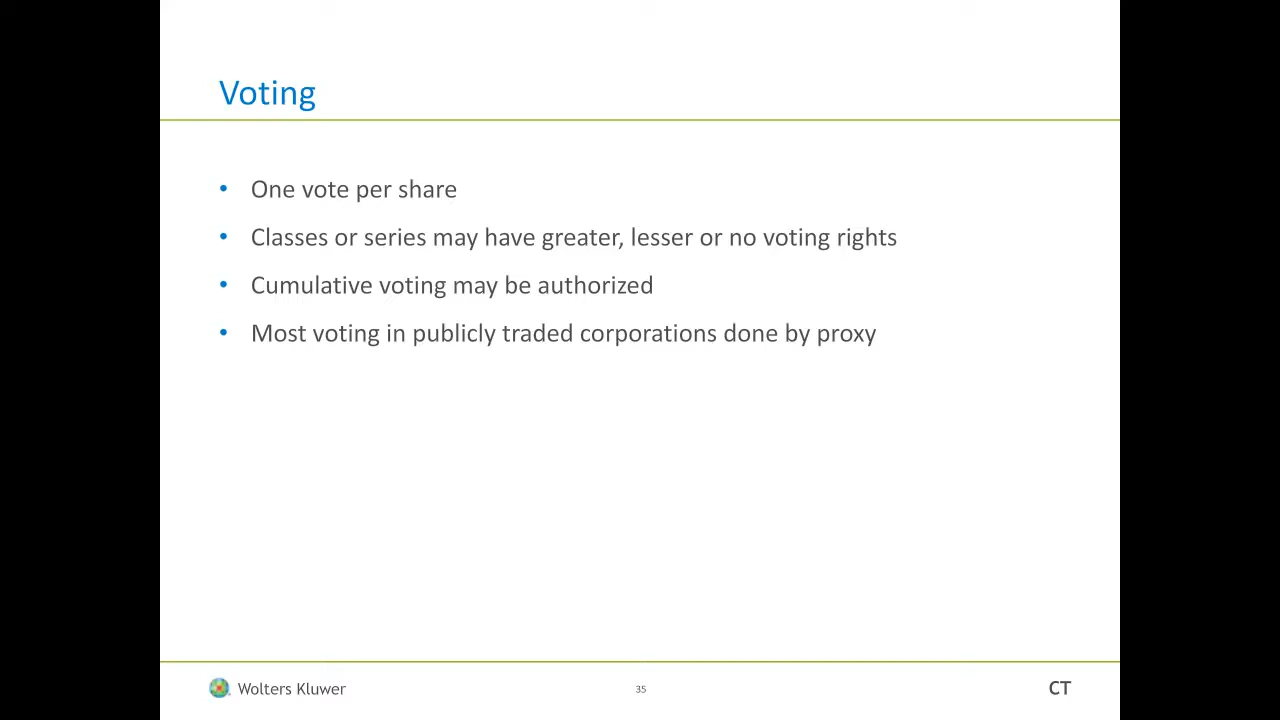 Voting
• One vote per share
• Classes or series may have greater, lesser or no voting rights
• Cumulative voting may be authorized
• Most voting in publicly traded corporations done by proxy
Wolters Kluwer
35
CT